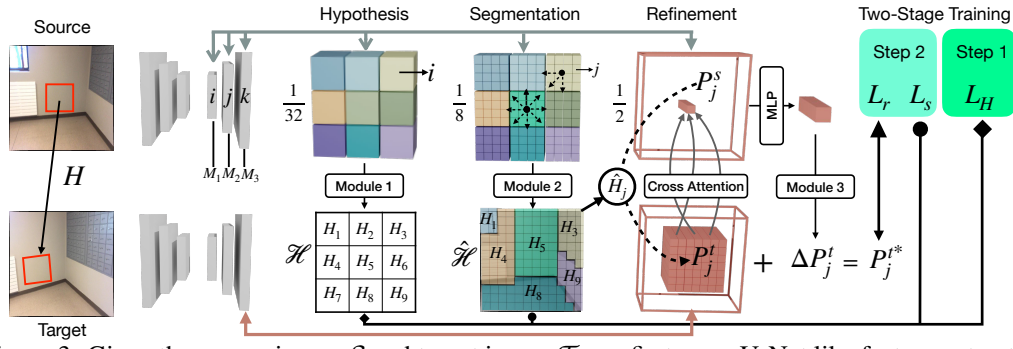 Source
Hypothesis
Segmentation
Refinement
Two-Stage Training
Step 2
Step 1
L_r
L_s
L_H
i
j
k
i
j
1/32
1/8
1/2
P_j^s
MLP
M_1 M_2 M_3
H
Module 1
Module 2
Ĥ_j
Cross Attention
Module 3
ℋ
H_1 H_2 H_3
H_4 H_5 H_6
H_7 H_8 H_9
ℋ̂
H_1
H_3
H_4
H_5
H_9
H_8
P_j^t
+ ΔP_j^t = P_j^{t*}
Target